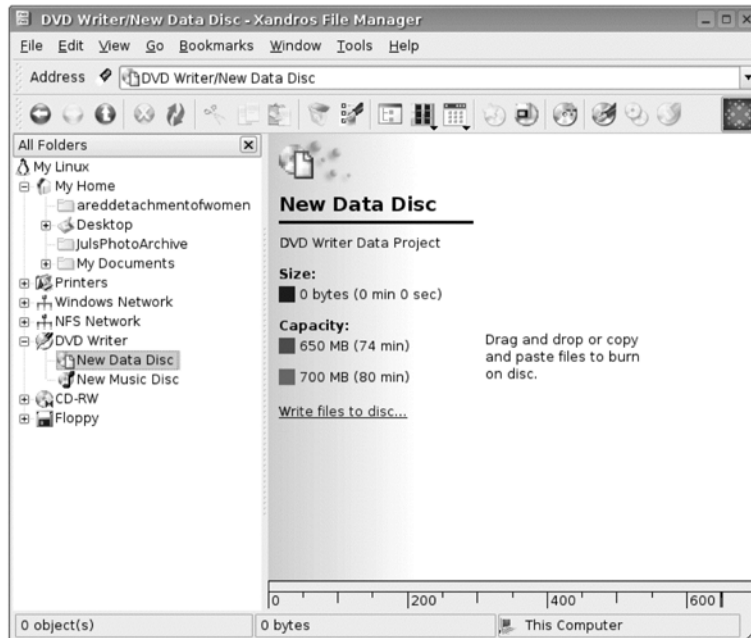 DVD Writer/New Data Disc - Xandros File Manager
File Edit View Go Bookmarks Window Tools Help
Address DVD Writer/New Data Disc
All Folders
My Linux
My Home
areddetachmentofwomen
Desktop
JulsPhotoArchive
My Documents
Printers
Windows Network
NFS Network
DVD Writer
New Data Disc
New Music Disc
CD-RW
Floppy
New Data Disc
DVD Writer Data Project
Size:
0 bytes (0 min 0 sec)
Capacity:
650 MB (74 min)
700 MB (80 min)
Write files to disc...
Drag and drop or copy
and paste files to burn
on disc.
0 200 400 600
0 object(s) 0 bytes This Computer